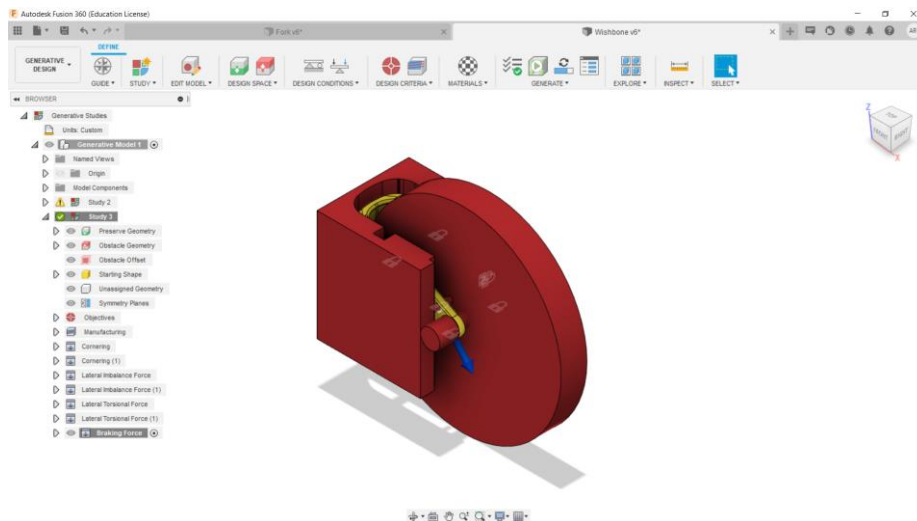 Autodesk Fusion 360 (Education License)
Fork v6*
Wishbone v6*
DEFINE
GENERATIVE DESIGN
GUIDE
STUDY
EDIT MODEL
DESIGN SPACE
DESIGN CONDITIONS
DESIGN CRITERIA
MATERIALS
GENERATE
EXPLORE
INSPECT
SELECT
BROWSER
Generative Studies
Units: Custom
Generative Model 1
Named Views
Origin
Model Components
Study 2
Study 3
Preserve Geometry
Obstacle Geometry
Obstacle Offset
Starting Shape
Unassigned Geometry
Symmetry Planes
Objectives
Manufacturing
Cornering
Cornering (1)
Lateral Imbalance Force
Lateral Imbalance Force (1)
Lateral Torsional Force
Lateral Torsional Force (1)
Braking Force
Z
TOP
FRONT
RIGHT
X